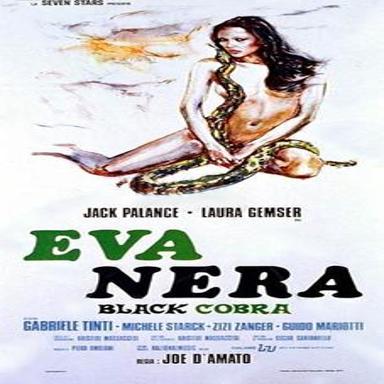 SEVEN STARS
JACK PALANCE - LAURA GEMSER
EVA
NERA
BLACK COBRA
GABRIELE TINTI - MICHELE STARCK - ZIZI ZANGER - GUIDO MARIOTTI
REGIA: JOE D'AMATO